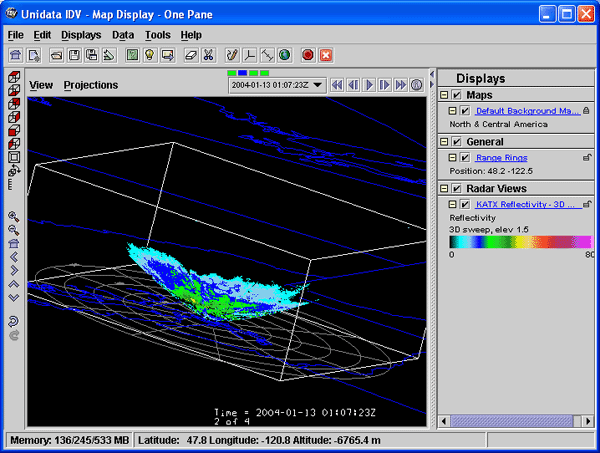 Unidata IDV - Map Display - One Pane
File Edit Displays Data Tools Help
View Projections
2004-01-13 01:07:23Z
Displays
Maps
Default Background Ma...
North & Central America
General
Range Rings
Position: 48.2 -122.5
Radar Views
KATX Reflectivity - 3D ...
Reflectivity
3D sweep, elev 1.5
0 80
Time = 2004-01-13 01:07:23Z
2 of 4
Memory: 136/245/533 MB Latitude: 47.8 Longitude: -120.8 Altitude: -6765.4 m